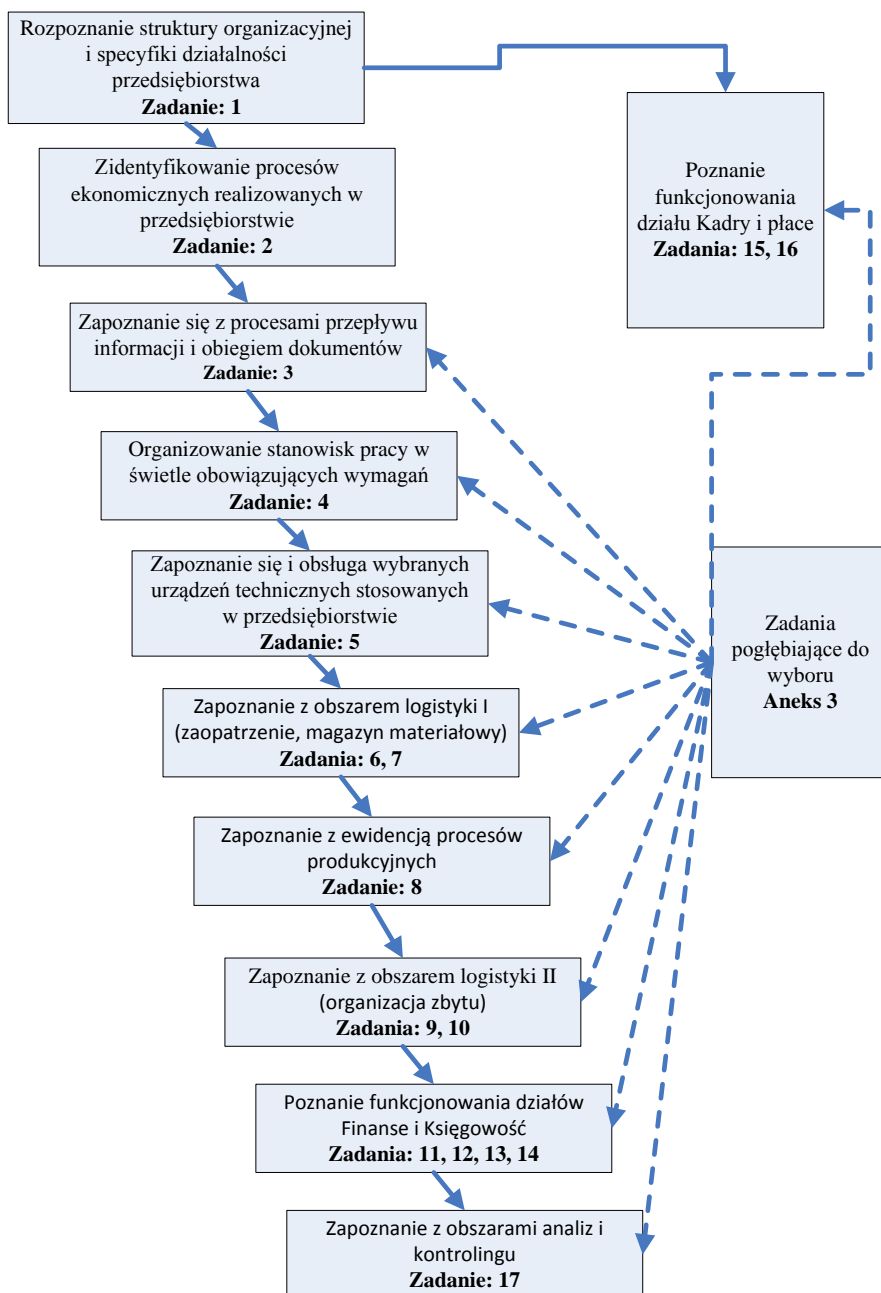 Rozpoznanie struktury organizacyjnej
i specyfiki działalności
przedsiębiorstwa
Zadanie: 1
Poznanie
funkcjonowania
działu Kadry i płace
Zadania: 15, 16
Zidentyfikowanie procesów
ekonomicznych realizowanych w
przedsiębiorstwie
Zadanie: 2
Zapoznanie się z procesami przepływu
informacji i obiegiem dokumentów
Zadanie: 3
Organizowanie stanowisk pracy w
świetle obowiązujących wymagań
Zadanie: 4
Zapoznanie się i obsługa wybranych
urządzeń technicznych stosowanych
w przedsiębiorstwie
Zadanie: 5
Zadania
pogłębiające do
wyboru
Aneks 3
Zapoznanie z obszarem logistyki I
(zaopatrzenie, magazyn materiałowy)
Zadania: 6, 7
Zapoznanie z ewidencją procesów
produkcyjnych
Zadanie: 8
Zapoznanie z obszarem logistyki II
(organizacja zbytu)
Zadania: 9, 10
Poznanie funkcjonowania działów
Finanse i Księgowość
Zadania: 11, 12, 13, 14
Zapoznanie z obszarami analiz i
kontrolingu
Zadanie: 17